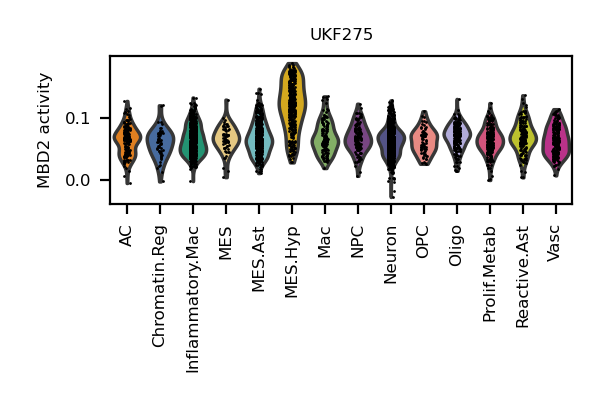 UKF275
MBD2 activity
0.1
0.0
AC
Chromatin.Reg
Inflammatory.Mac
MES
MES.Ast
MES.Hyp
Mac
NPC
Neuron
OPC
Oligo
Prolif.Metab
Reactive.Ast
Vasc